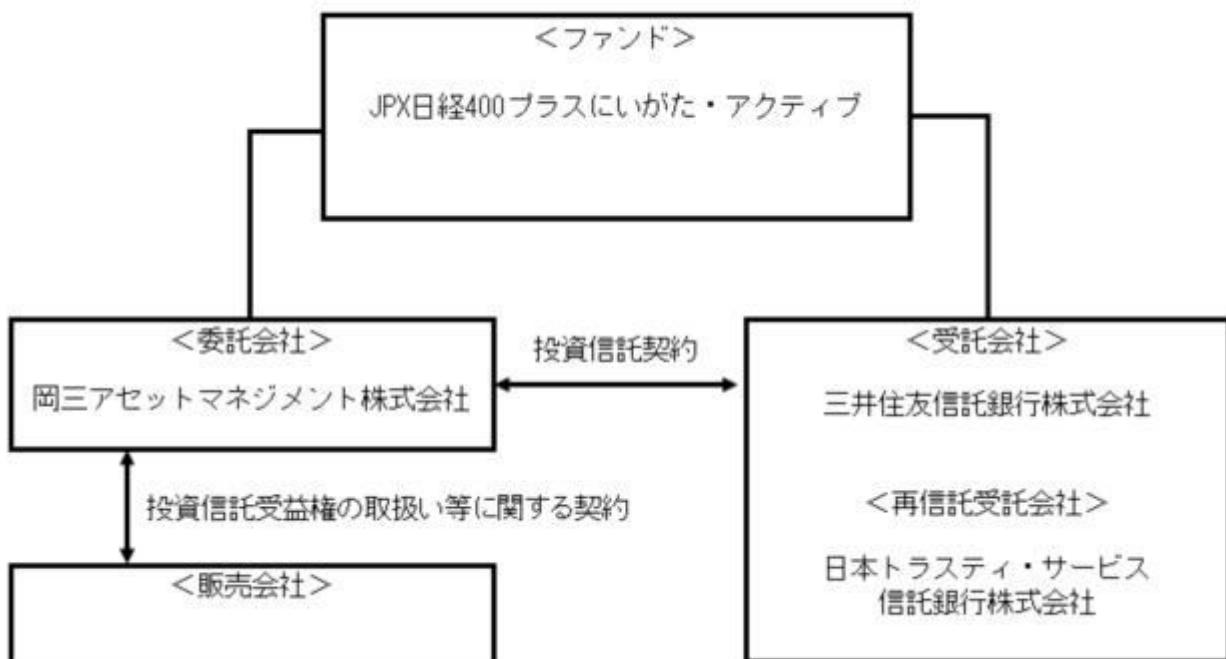 ＜ファンド＞
JPX日経400プラスにいがた・アクティブ
＜委託会社＞
岡三アセットマネジメント株式会社
投資信託契約
＜受託会社＞
三井住友信託銀行株式会社
＜再信託受託会社＞
日本トラスティ・サービス
信託銀行株式会社
投資信託受益権の取扱い等に関する契約
＜販売会社＞